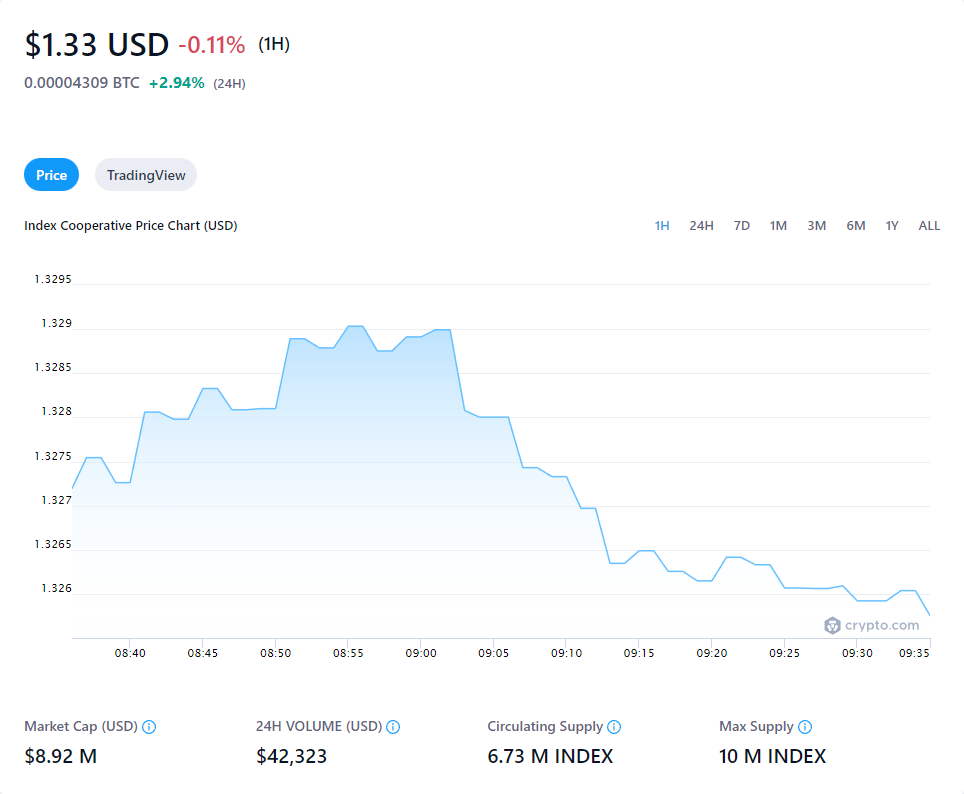 $1.33 USD -0.11% (1H)
0.00004309 BTC +2.94% (24H)
Price TradingView
Index Cooperative Price Chart (USD) 1H 24H 7D 1M 3M 6M 1Y ALL
1.3295
1.329
1.3285
1.328
1.3275
1.327
1.3265
1.326
crypto.com
08:40 08:45 08:50 08:55 09:00 09:05 09:10 09:15 09:20 09:25 09:30 09:35
Market Cap (USD) 24H VOLUME (USD) Circulating Supply Max Supply
$8.92 M $42,323 6.73 M INDEX 10 M INDEX